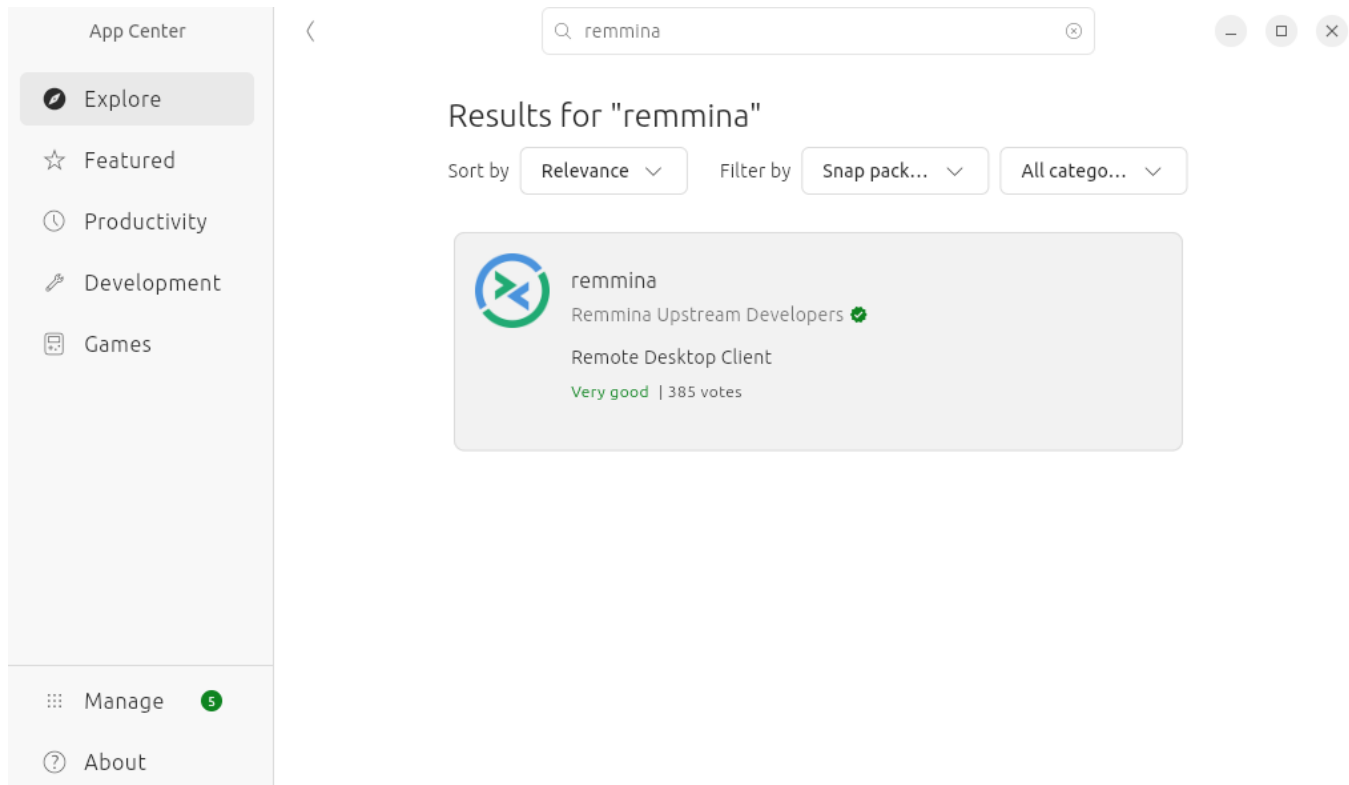 App Center
remmina
Explore
Featured
Productivity
Development
Games
Manage 5
About
Results for "remmina"
Sort by Relevance Filter by Snap pack... All catego...
remmina
Remmina Upstream Developers
Remote Desktop Client
Very good | 385 votes